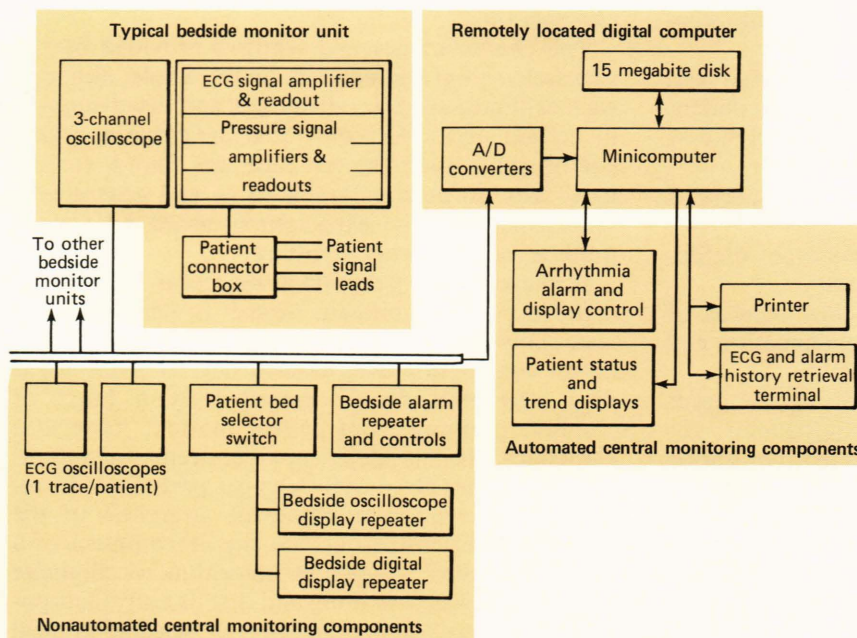 Typical bedside monitor unit
3-channel
oscilloscope
ECG signal amplifier
& readout
Pressure signal
amplifiers &
readouts
Patient
connector
box
Patient
signal
leads
To other
bedside
monitor
units
Remotely located digital computer
15 megabite disk
A/D
converters
Minicomputer
Arrhythmia
alarm and
display control
Printer
Patient status
and
trend displays
ECG and alarm
history retrieval
terminal
Automated central monitoring components
ECG oscilloscopes
(1 trace/patient)
Patient bed
selector
switch
Bedside alarm
repeater
and controls
Bedside oscilloscope
display repeater
Bedside digital
display repeater
Nonautomated central monitoring components